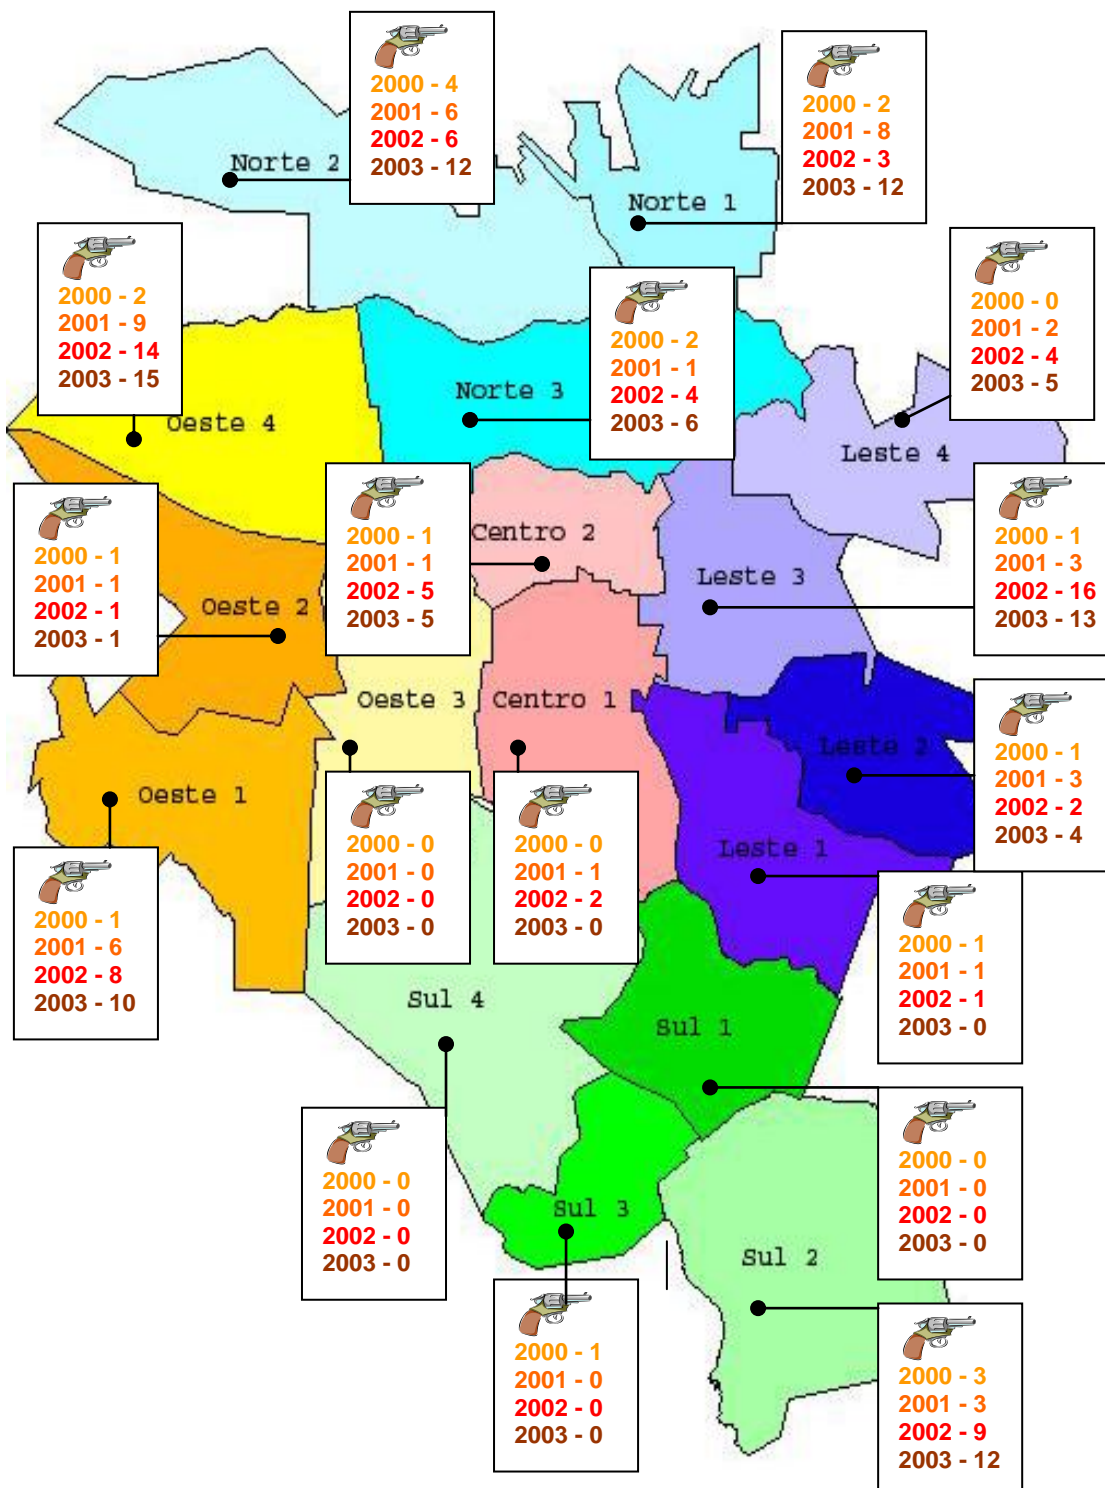 2000 - 4
2001 - 6
2002 - 6
2003 - 12
Norte 2
2000 - 2
2001 - 8
2002 - 3
2003 - 12
Norte 1
2000 - 2
2001 - 9
2002 - 14
2003 - 15
Oeste 4
2000 - 2
2001 - 1
2002 - 4
2003 - 6
Norte 3
2000 - 0
2001 - 2
2002 - 4
2003 - 5
Leste 4
2000 - 1
2001 - 1
2002 - 1
2003 - 1
Oeste 2
2000 - 1
2001 - 1
2002 - 5
2003 - 5
Centro 2
2000 - 1
2001 - 3
2002 - 16
2003 - 13
Leste 3
Oeste 3
2000 - 0
2001 - 0
2002 - 0
2003 - 0
Centro 1
2000 - 0
2001 - 1
2002 - 2
2003 - 0
Leste 2
2000 - 1
2001 - 3
2002 - 2
2003 - 4
Oeste 1
2000 - 1
2001 - 6
2002 - 8
2003 - 10
Leste 1
2000 - 1
2001 - 1
2002 - 1
2003 - 0
Sul 4
2000 - 0
2001 - 0
2002 - 0
2003 - 0
Sul 1
2000 - 0
2001 - 0
2002 - 0
2003 - 0
Sul 3
2000 - 1
2001 - 0
2002 - 0
2003 - 0
Sul 2
2000 - 3
2001 - 3
2002 - 9
2003 - 12